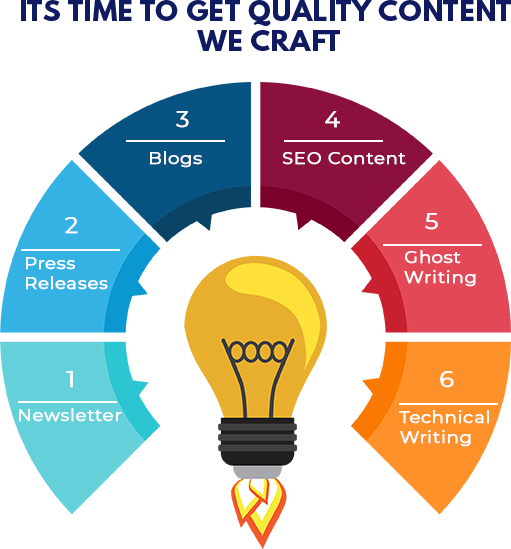 ITS TIME TO GET QUALITY CONTENT
WE CRAFT
1
Newsletter
2
Press
Releases
3
Blogs
4
SEO Content
5
Ghost
Writing
6
Technical
Writing